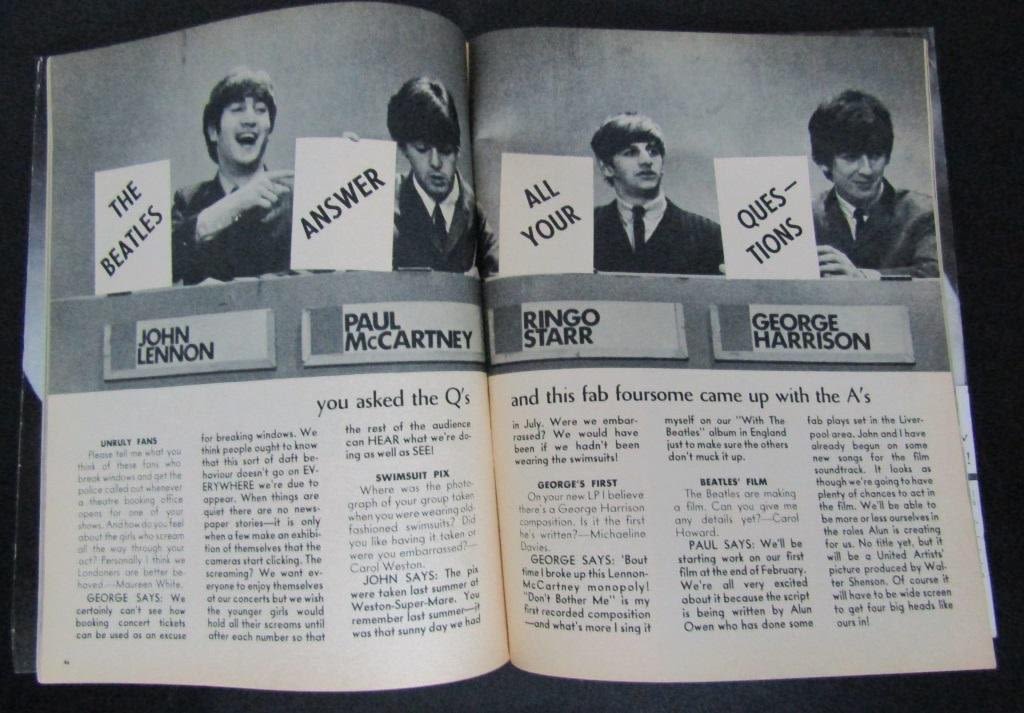 THE
BEATLES
ANSWER
ALL
YOUR
QUES-
TIONS
JOHN
LENNON
PAUL
McCARTNEY
RINGO
STARR
GEORGE
HARRISON
you asked the Q's
and this fab foursome came up with the A's
UNRULY FANS
Please tell me what you
think of these fans who
break windows and get the
police called out whenever
a theatre booking office
opens for one of your
shows. And how do you feel
about the girls who scream
all the way through your
act? Personally I think we
Londoners are better be-
haved.—Maureen White.
GEORGE SAYS: We
certainly can't see how
booking concert tickets
can be used as an excuse
for breaking windows. We
think people ought to know
that this sort of daft be-
haviour doesn't go on EV-
ERYWHERE we're due to
appear. When things are
quiet there are no news-
paper stories—it is only
when a few make an exhibi-
tion of themselves that the
cameras start clicking. The
screaming? We want ev-
eryone to enjoy themselves
at our concerts but we wish
the younger girls would
hold all their screams until
after each number so that
the rest of the audience
can HEAR what we're do-
ing as well as SEE!
SWIMSUIT PIX
Where was the photo-
graph of your group taken
when you were wearing old-
fashioned swimsuits? Did
you like having it taken or
were you embarrassed?—
Carol Weston.
JOHN SAYS: The pix
were taken last summer at
Weston-Super-Mare. You
remember last summer—it
was that sunny day we had
in July. Were we embar-
rassed? We would have
been if we hadn't been
wearing the swimsuits!
GEORGE'S FIRST
On your new LP I believe
there's a George Harrison
composition. Is it the first
he's written?—Michaeline
Davies.
GEORGE SAYS: 'Bout
time I broke up this Lennon-
McCartney monopoly!
"Don't Bother Me" is my
first recorded composition
—and what's more I sing it
myself on our "With The
Beatles" album in England
just to make sure the others
don't muck it up.
BEATLES' FILM
The Beatles are making
a film. Can you give me
any details yet?—Carol
Howard.
PAUL SAYS: We'll be
starting work on our first
film at the end of February.
We're all very excited
about it because the script
is being written by Alun
Owen who has done some
fab plays set in the Liver-
pool area. John and I have
already begun on some
new songs for the film
soundtrack. It looks as
though we're going to have
plenty of chances to act in
the film. We'll be able to
be more or less ourselves in
the roles Alun is creating
for us. No title yet, but it
will be a United Artists'
picture produced by Wal-
ter Shenson. Of course it
will have to be wide screen
to get four big heads like
ours in!